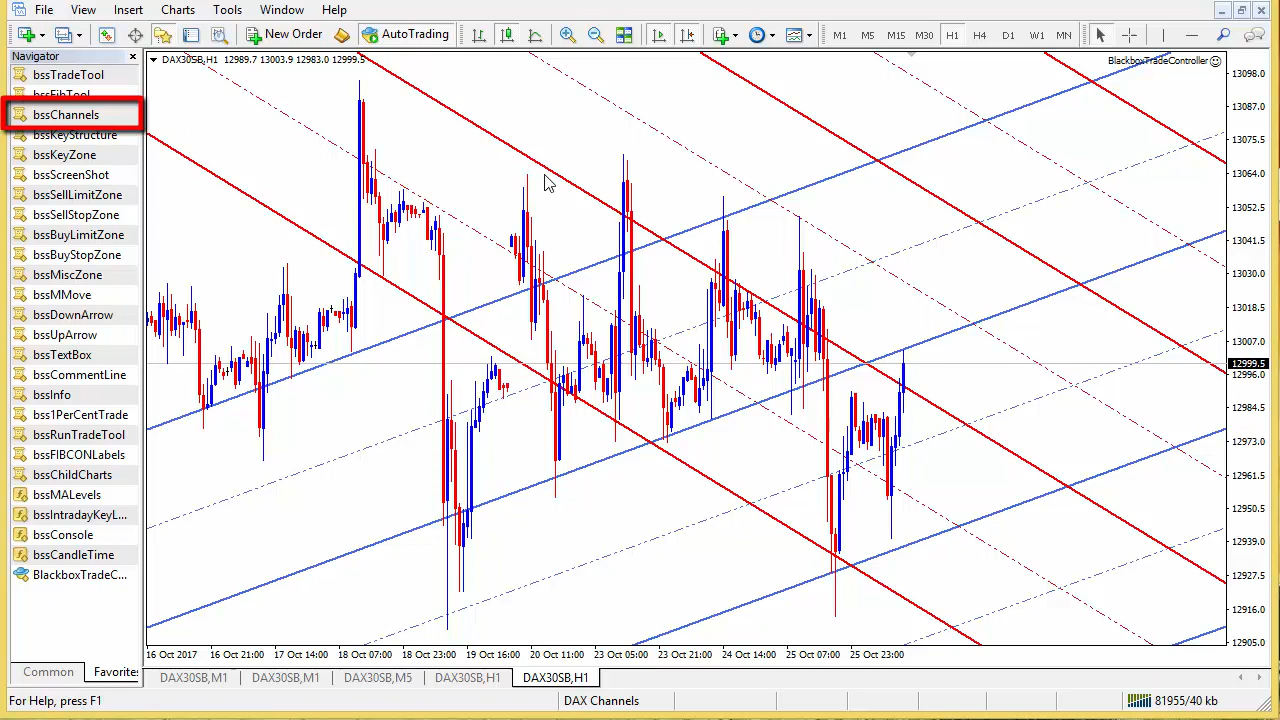 File View Insert Charts Tools Window Help
New Order AutoTrading M1 M5 M15 M30 H1 H4 D1 W1 MN
Navigator
bssTradeTool
bssFibTool
bssChannels
bssKeyStructure
bssKeyZone
bssScreenShot
bssSellLimitZone
bssSellStopZone
bssBuyLimitZone
bssBuyStopZone
bssMiscZone
bssMMove
bssDownArrow
bssUpArrow
bssTextBox
bssCommentLine
bssInfo
bss1PerCentTrade
bssRunTradeTool
bssFIBCONLabels
bssChildCharts
bssMALevels
bssIntradayKeyL...
bssConsole
bssCandleTime
BlackboxTradeC...
Common Favorites
DAX30SB,H1 12989.7 13003.9 12983.0 12999.5
BlackboxTradeController
13098.0
13087.0
13075.5
13064.0
13052.5
13041.5
13030.0
13018.5
13007.0
12999.5
12996.0
12984.5
12973.0
12961.5
12950.5
12939.0
12927.5
12916.0
12905.0
16 Oct 2017 16 Oct 21:00 17 Oct 14:00 18 Oct 07:00 18 Oct 23:00 19 Oct 16:00 20 Oct 11:00 23 Oct 05:00 23 Oct 21:00 24 Oct 14:00 25 Oct 07:00 25 Oct 23:00
DAX30SB,M1 DAX30SB,M1 DAX30SB,M5 DAX30SB,H1 DAX30SB,H1
For Help, press F1 DAX Channels 81955/40 kb